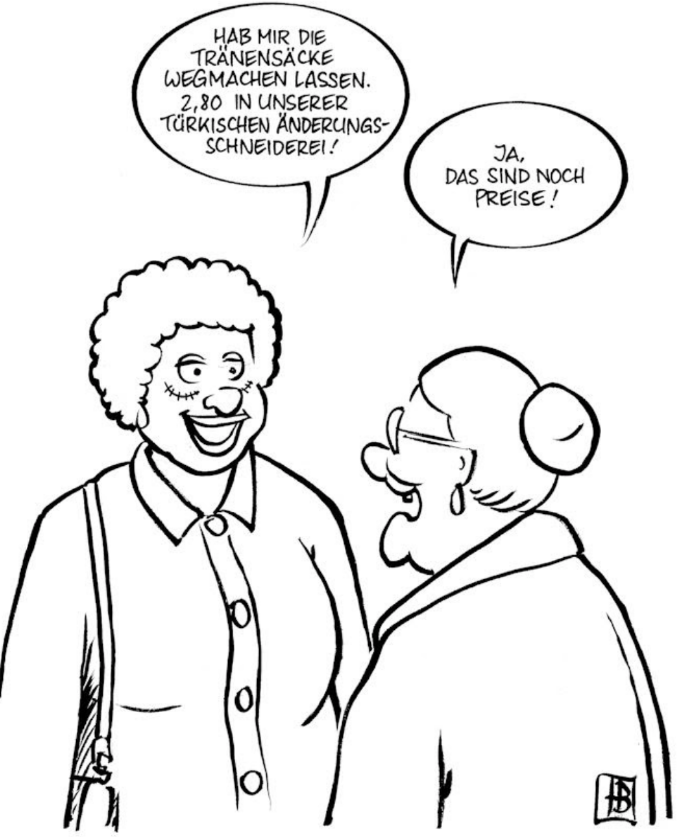 HAB MIR DIE
TRÄNENSÄCKE
WEGMACHEN LASSEN.
2,80 IN UNSERER
TÜRKISCHEN ÄNDERUNGS-
SCHNEIDEREI!
JA,
DAS SIND NOCH
PREISE!